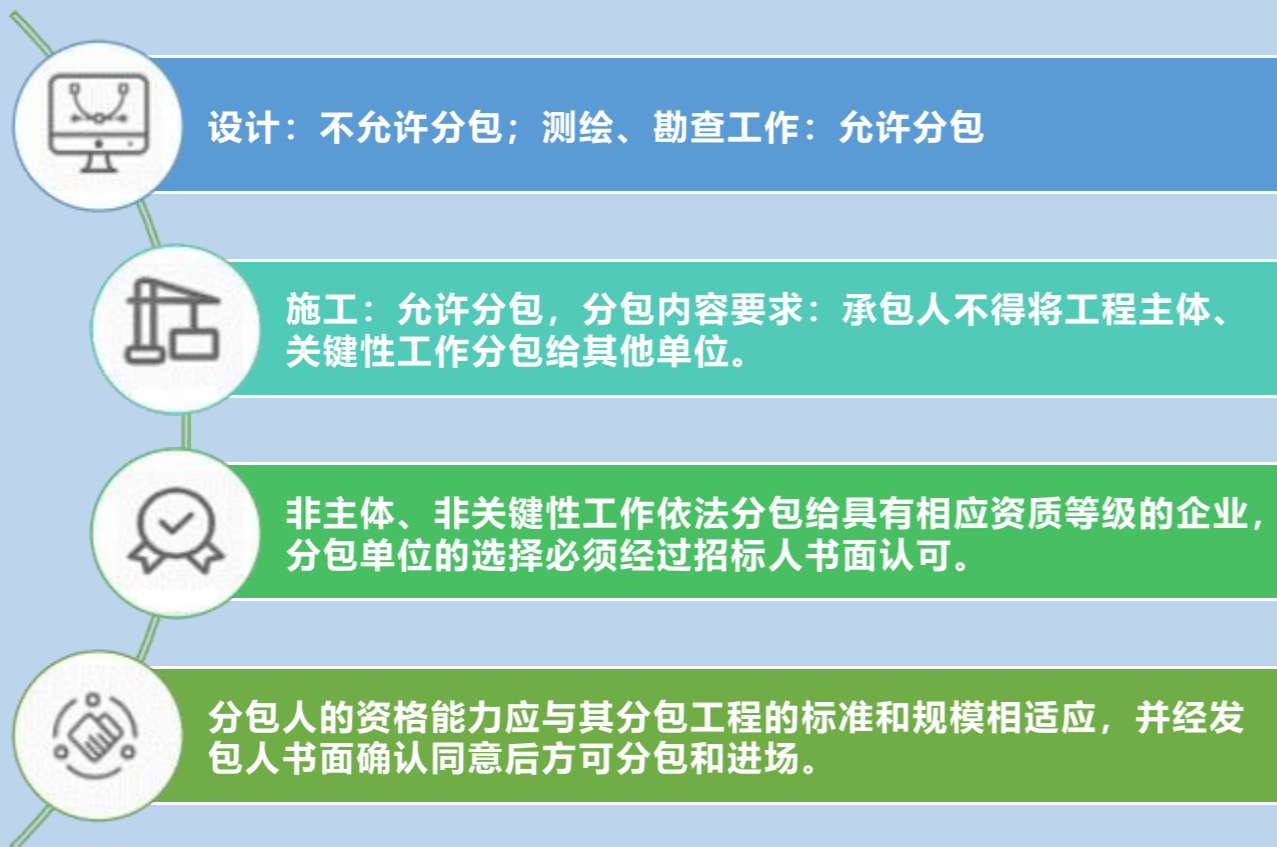 设计：不允许分包；测绘、勘查工作：允许分包
施工：允许分包，分包内容要求：承包人不得将工程主体、
关键性工作分包给其他单位。
非主体、非关键性工作依法分包给具有相应资质等级的企业，
分包单位的选择必须经过招标人书面认可。
分包人的资格能力应与其分包工程的标准和规模相适应，并经发
包人书面确认同意后方可分包和进场。